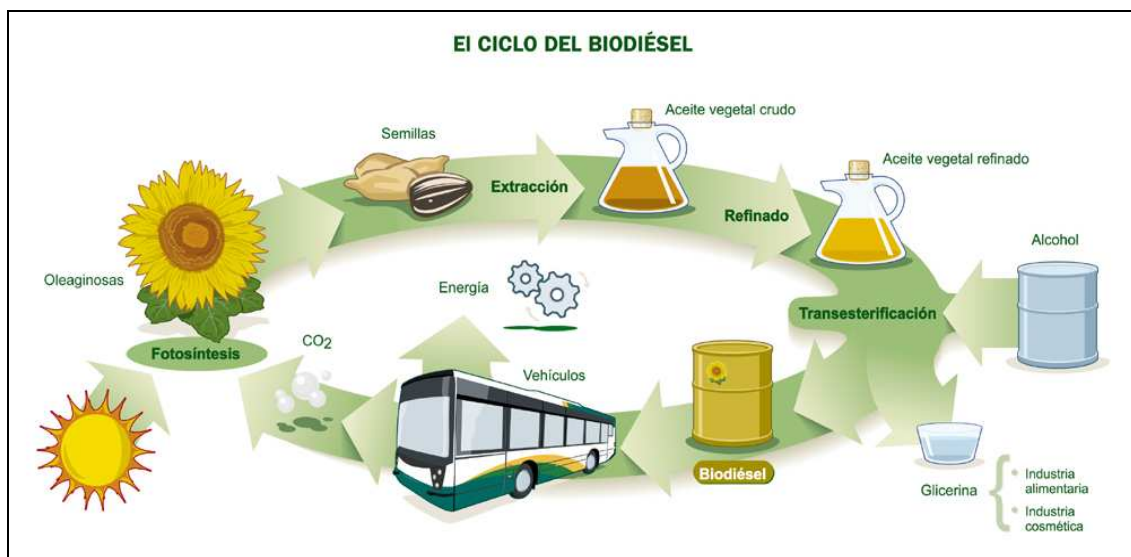 El CICLO DEL BIODIÉSEL
Semillas
Extracción
Aceite vegetal crudo
Refinado
Aceite vegetal refinado
Alcohol
Transesterificación
Oleaginosas
Fotosíntesis
CO2
Energía
Vehículos
Biodiésel
Glicerina
• Industria
alimentaria
• Industria
cosmética